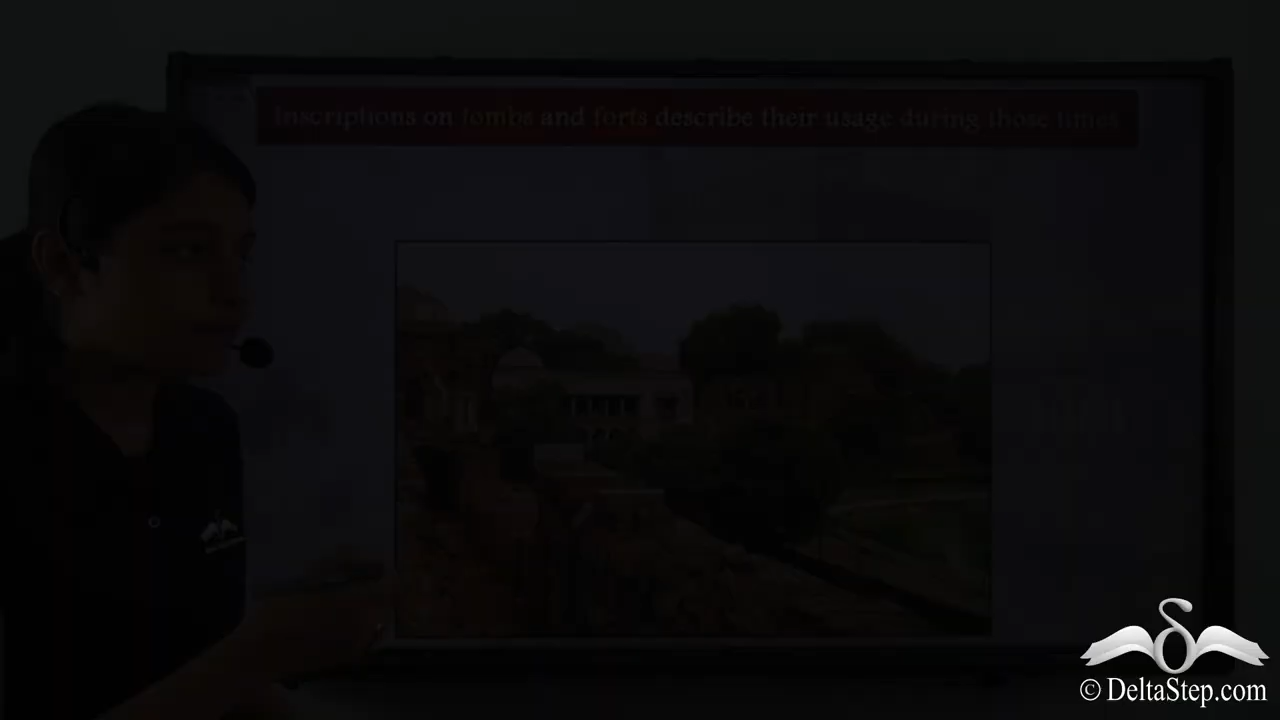 Inscriptions on tombs and forts describe their usage during those times
© DeltaStep.com